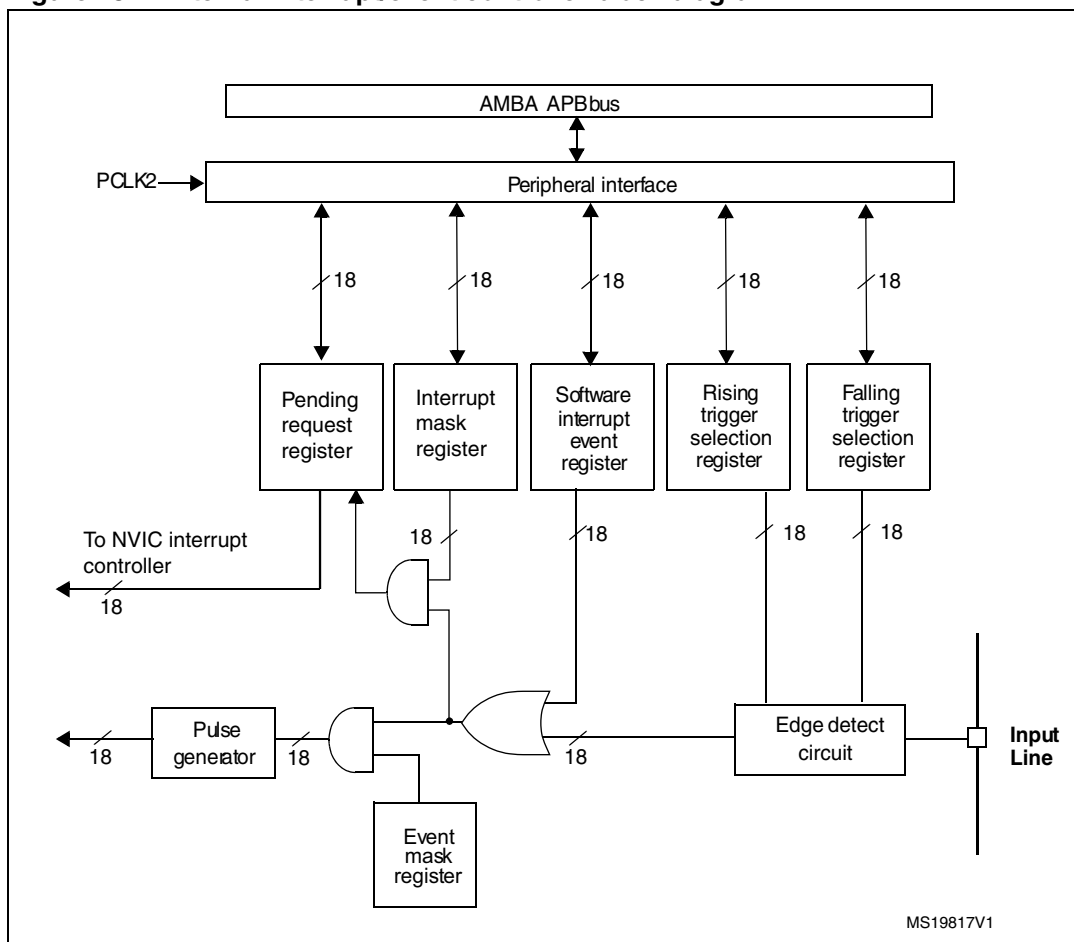 AMBA APB bus
PCLK2
Peripheral interface
18 18 18 18 18
Pending
request
register
Interrupt
mask
register
Software
interrupt
event
register
Rising
trigger
selection
register
Falling
trigger
selection
register
18 18 18 18
To NVIC interrupt
controller
18
Pulse
generator
18 18 18
Edge detect
circuit
Input
Line
Event
mask
register
MS19817V1